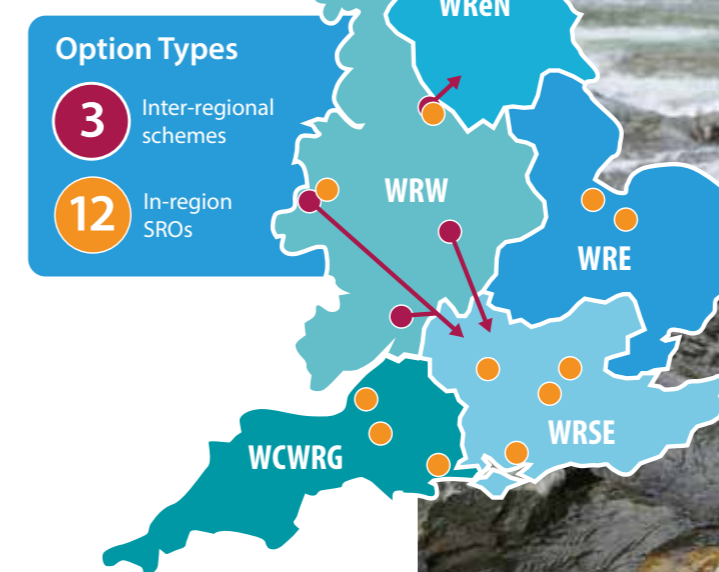 WReN
Option Types
3
Inter-regional
schemes
12
In-region
SROs
WRW
WRE
WRSE
WCWRG